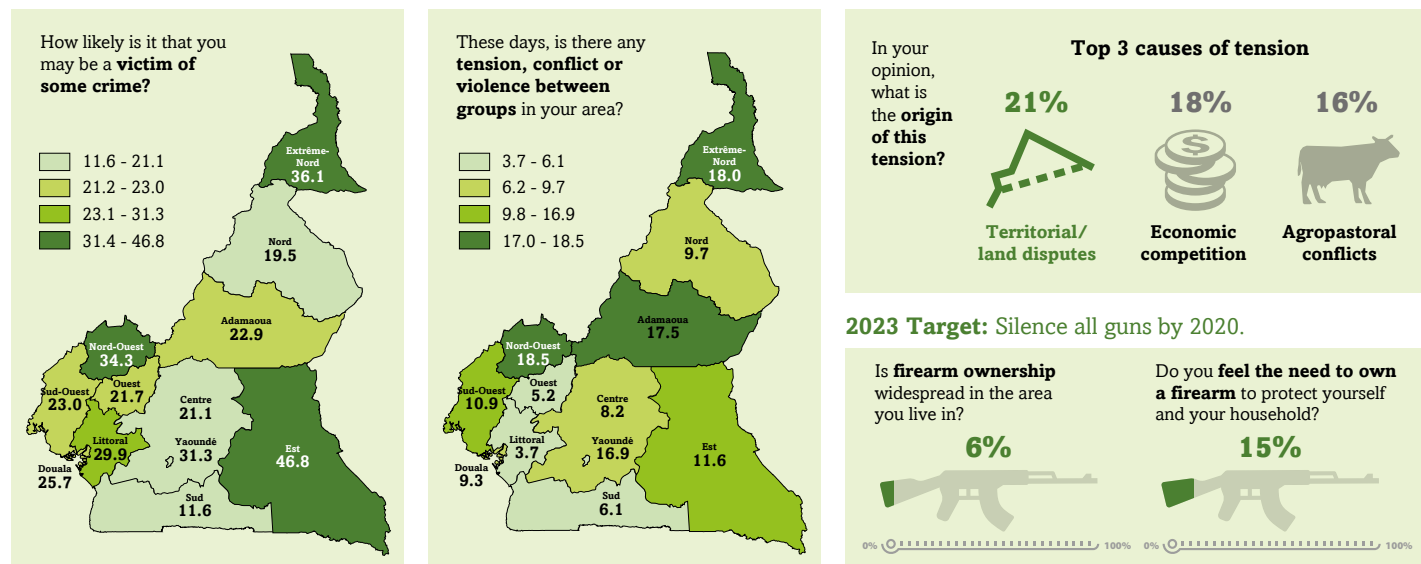 How likely is it that you
may be a victim of
some crime?
11.6 - 21.1
21.2 - 23.0
23.1 - 31.3
31.4 - 46.8
Extrême-
Nord
36.1
Nord
19.5
Adamaoua
22.9
Nord-Ouest
34.3
Sud-Ouest
23.0
Ouest
21.7
Centre
21.1
Littoral
29.9
Yaoundé
31.3
Est
46.8
Douala
25.7
Sud
11.6
These days, is there any
tension, conflict or
violence between
groups in your area?
3.7 - 6.1
6.2 - 9.7
9.8 - 16.9
17.0 - 18.5
Extrême-
Nord
18.0
Nord
9.7
Adamaoua
17.5
Nord-Ouest
18.5
Sud-Ouest
10.9
Ouest
5.2
Centre
8.2
Littoral
3.7
Yaoundé
16.9
Est
11.6
Douala
9.3
Sud
6.1
In your
opinion,
what is
the origin
of this
tension?
Top 3 causes of tension
21%
Territorial/
land disputes
18%
$
Economic
competition
16%
Agropastoral
conflicts
2023 Target: Silence all guns by 2020.
Is firearm ownership
widespread in the area
you live in?
6%
0%
100%
Do you feel the need to own
a firearm to protect yourself
and your household?
15%
0%
100%